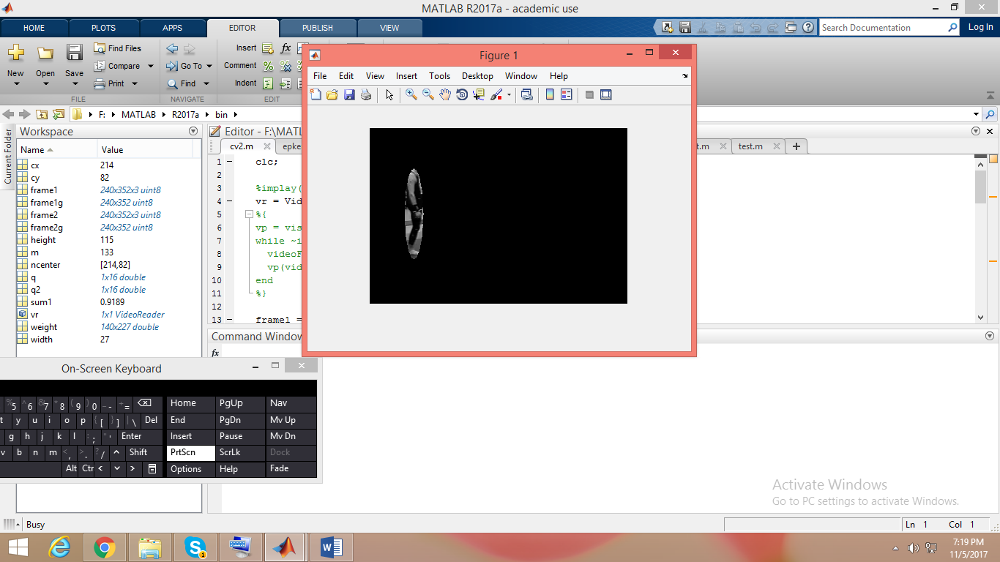 MATLAB R2017a - academic use
HOME PLOTS APPS EDITOR PUBLISH VIEW
Search Documentation
Log In
New Open Save
Find Files
Compare
Print
FILE
Go To
Find
NAVIGATE
Insert fx
Comment
Indent
EDIT
F: MATLAB R2017a bin
Current Folder
Workspace
Name Value
cx 214
cy 82
frame1 240x352x3 uint8
frame1g 240x352 uint8
frame2 240x352x3 uint8
frame2g 240x352 uint8
height 115
m 133
ncenter [214,82]
q 1x16 double
q2 1x16 double
sum1 0.9189
vr 1x1 VideoReader
weight 140x227 double
width 27
Editor - F:\MATL
cv2.m epke t.m test.m
1 clc;
2
3 %implay(
4 vr = Vid
5 %{
6 vp = vis
7 while ~i
8 videoF
9 vp(vid
10 end
11 %}
12
13 frame1 =
Command Window
fx
Figure 1
File Edit View Insert Tools Desktop Window Help
On-Screen Keyboard
% 5 ^ 6 & 7 * 8 ( 9 ) 0 _ - + = Home PgUp Nav
t y u i o p { [ } ] | \ Del End PgDn Mv Up
g h j k l : ; " ' Enter Insert Pause Mv Dn
v b n m < , > . ? / ^ Shift PrtScn ScrLk Dock
Alt Ctr < > Options Help Fade
Activate Windows
Go to PC settings to activate Windows.
Busy
Ln 1 Col 1
7:19 PM
11/5/2017